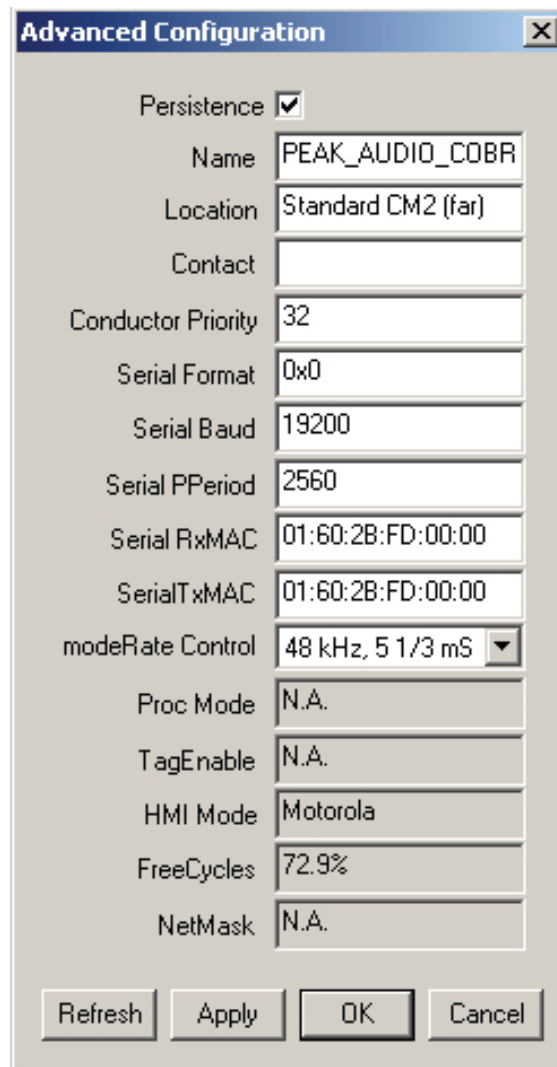 Advanced Configuration
Persistence
Name PEAK_AUDIO_COBR
Location Standard CM2 (far)
Contact
Conductor Priority 32
Serial Format 0x0
Serial Baud 19200
Serial PPeriod 2560
Serial RxMAC 01:60:2B:FD:00:00
SerialTxMAC 01:60:2B:FD:00:00
modeRate Control 48 kHz, 5 1/3 mS
Proc Mode N.A.
TagEnable N.A.
HMI Mode Motorola
FreeCycles 72.9%
NetMask N.A.
Refresh Apply OK Cancel